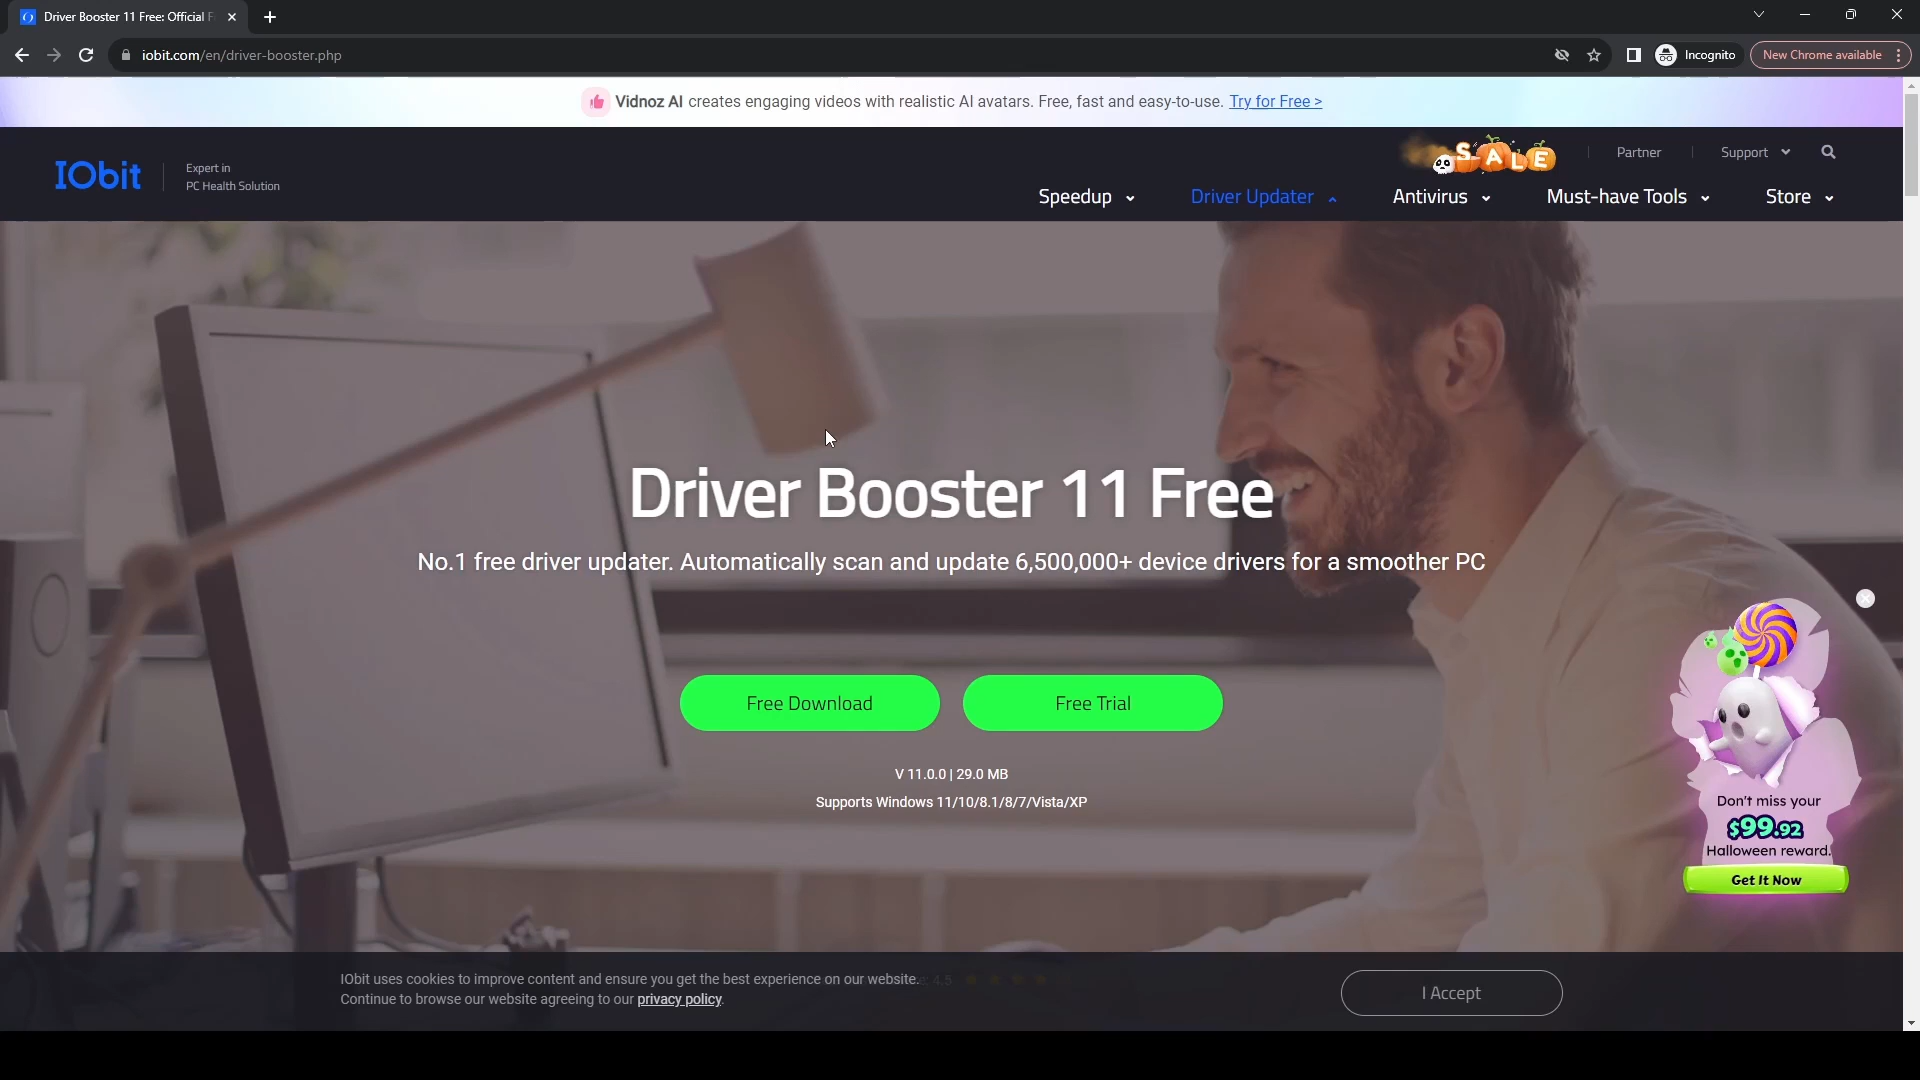 Driver Booster 11 Free: Official F
iobit.com/en/driver-booster.php
Incognito
New Chrome available
Vidnoz AI creates engaging videos with realistic AI avatars. Free, fast and easy-to-use. Try for Free >
IObit
Expert in
PC Health Solution
SALE
Partner
Support
Speedup
Driver Updater
Antivirus
Must-have Tools
Store
Driver Booster 11 Free
No.1 free driver updater. Automatically scan and update 6,500,000+ device drivers for a smoother PC
Free Download
Free Trial
V 11.0.0 | 29.0 MB
Supports Windows 11/10/8.1/8/7/Vista/XP
Don't miss your
$99.92
Halloween reward.
Get It Now
IObit uses cookies to improve content and ensure you get the best experience on our website.
4.5
Continue to browse our website agreeing to our privacy policy.
I Accept